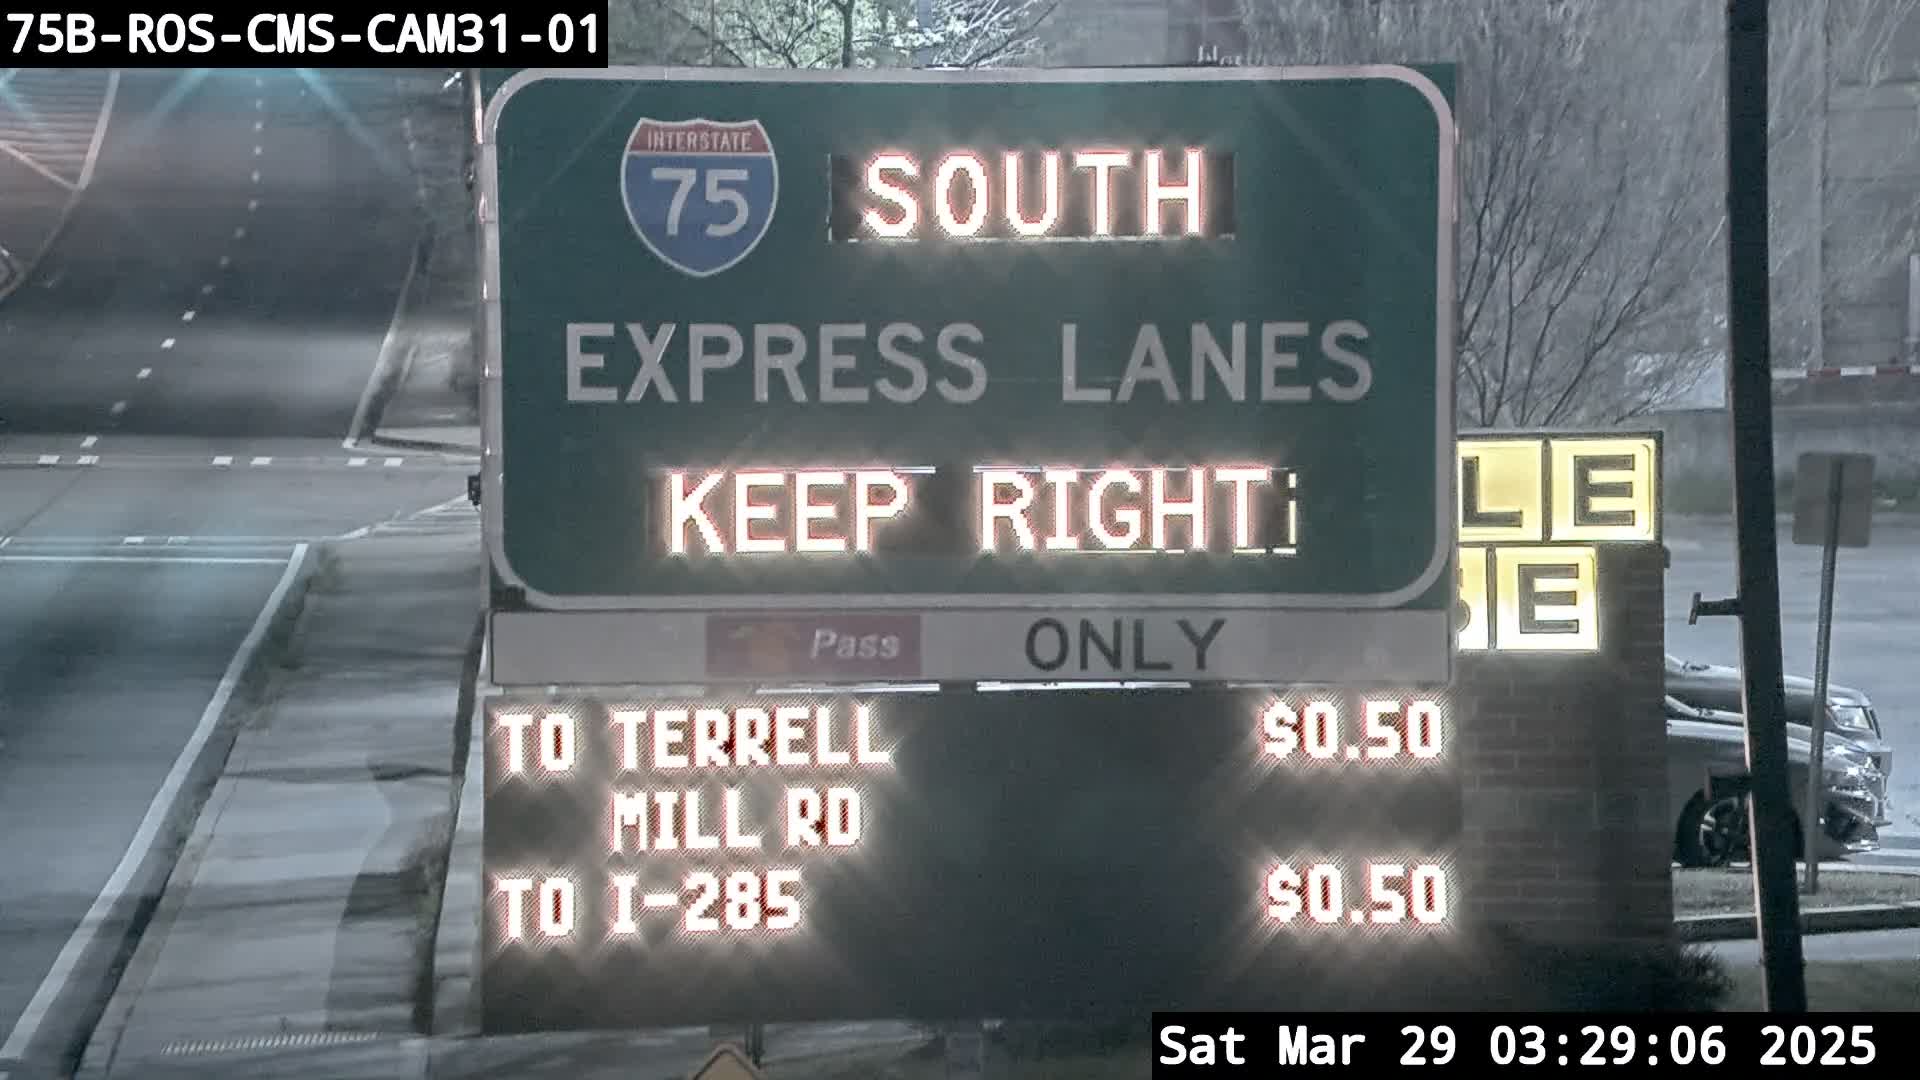 75B-ROS-CMS-CAM31-01
INTERSTATE
75
SOUTH
EXPRESS LANES
KEEP RIGHT
Pass ONLY
TO TERRELL $0.50
MILL RD
TO I-285 $0.50
LE
E
Sat Mar 29 03:29:06 2025